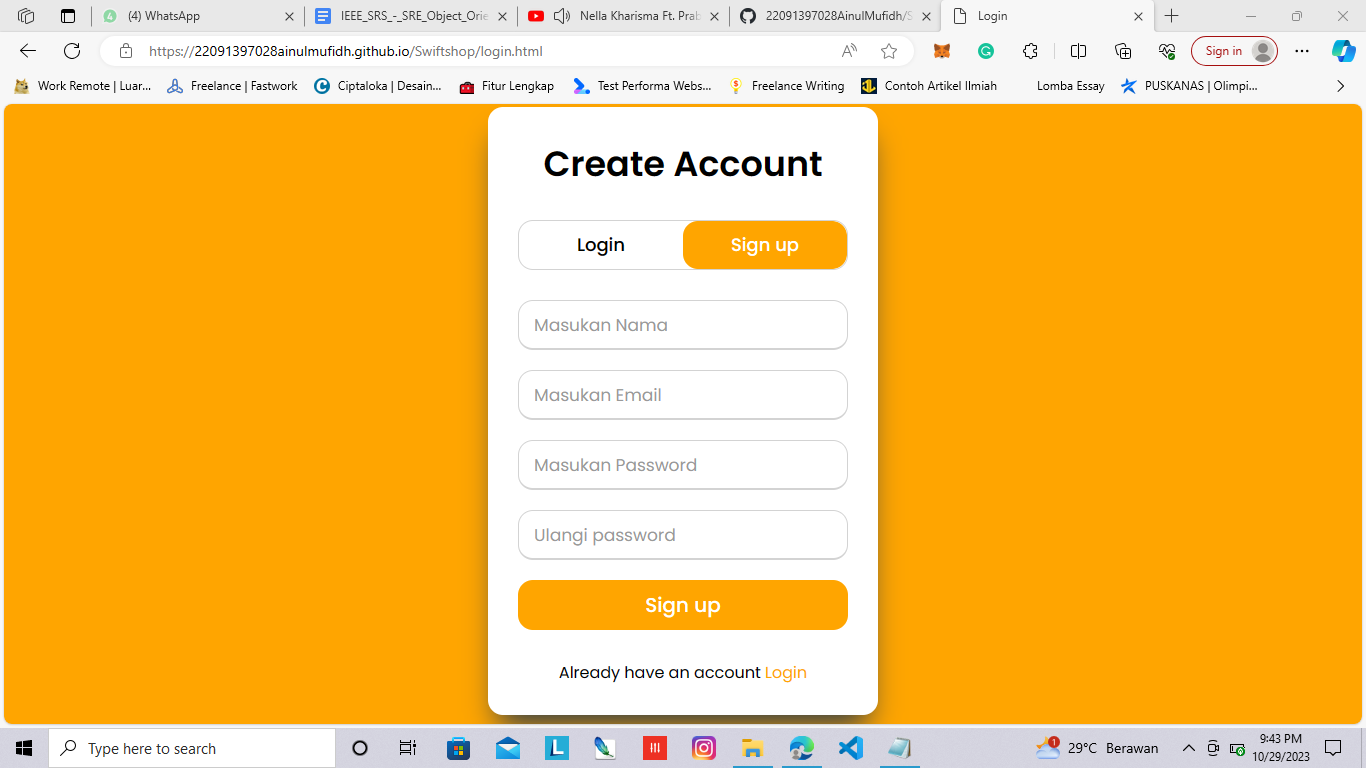 (4) WhatsApp
IEEE_SRS_-_SRE_Object_Orie
Nella Kharisma Ft. Prab
22091397028AinulMufidh/S
Login
https://22091397028ainulmufidh.github.io/Swiftshop/login.html
Sign in
Work Remote | Luar...
Freelance | Fastwork
Ciptaloka | Desain...
Fitur Lengkap
Test Performa Webs...
Freelance Writing
Contoh Artikel Ilmiah
Lomba Essay
PUSKANAS | Olimpi...
Create Account
Login
Sign up
Masukan Nama
Masukan Email
Masukan Password
Ulangi password
Sign up
Already have an account Login
Type here to search
29°C Berawan
9:43 PM
10/29/2023